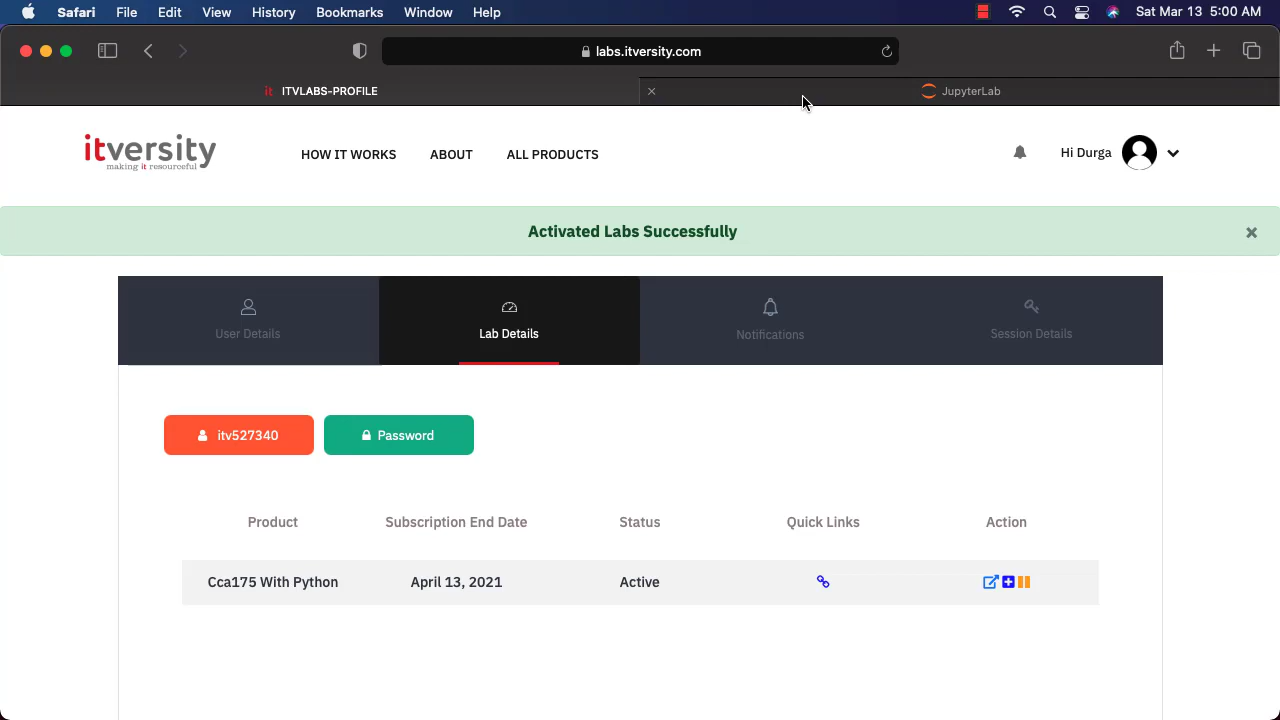 Safari File Edit View History Bookmarks Window Help Sat Mar 13 5:00 AM
labs.itversity.com
it ITVLABS-PROFILE JupyterLab
itversity
making it resourceful
HOW IT WORKS ABOUT ALL PRODUCTS Hi Durga
Activated Labs Successfully
User Details Lab Details Notifications Session Details
itv527340 Password
Product Subscription End Date Status Quick Links Action
Cca175 With Python April 13, 2021 Active